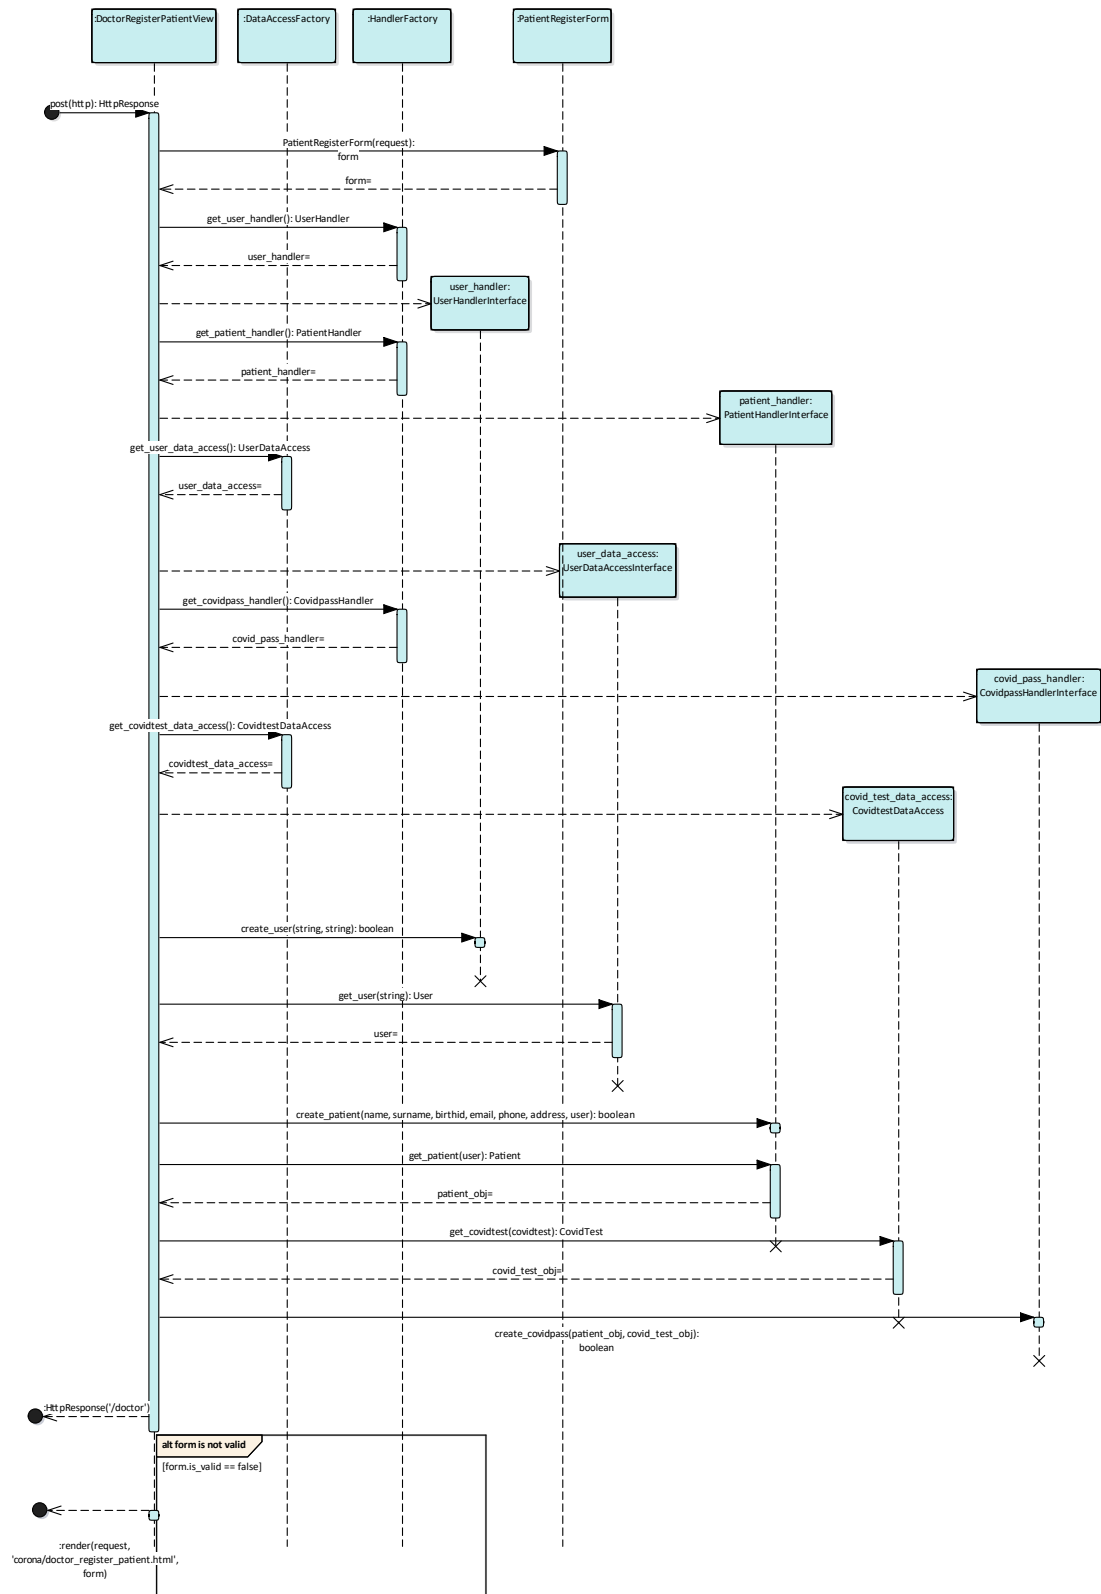 :DoctorRegisterPatientView
:DataAccessFactory
:HandlerFactory
:PatientRegisterForm
post(http): HttpResponse
PatientRegisterForm(request):
form
form=
get_user_handler(): UserHandler
user_handler=
user_handler:
UserHandlerInterface
get_patient_handler(): PatientHandler
patient_handler=
patient_handler:
PatientHandlerInterface
get_user_data_access(): UserDataAccess
user_data_access=
user_data_access:
UserDataAccessInterface
get_covidpass_handler(): CovidpassHandler
covid_pass_handler=
covid_pass_handler:
CovidpassHandlerInterface
get_covidtest_data_access(): CovidtestDataAccess
covidtest_data_access=
covid_test_data_access:
CovidtestDataAccess
create_user(string, string): boolean
get_user(string): User
user=
create_patient(name, surname, birthid, email, phone, address, user): boolean
get_patient(user): Patient
patient_obj=
get_covidtest(covidtest): CovidTest
covid_test_obj=
create_covidpass(patient_obj, covid_test_obj):
boolean
:HttpResponse('/doctor')
alt form is not valid
[form.is_valid == false]
:render(request,
'corona/doctor_register_patient.html',
form)